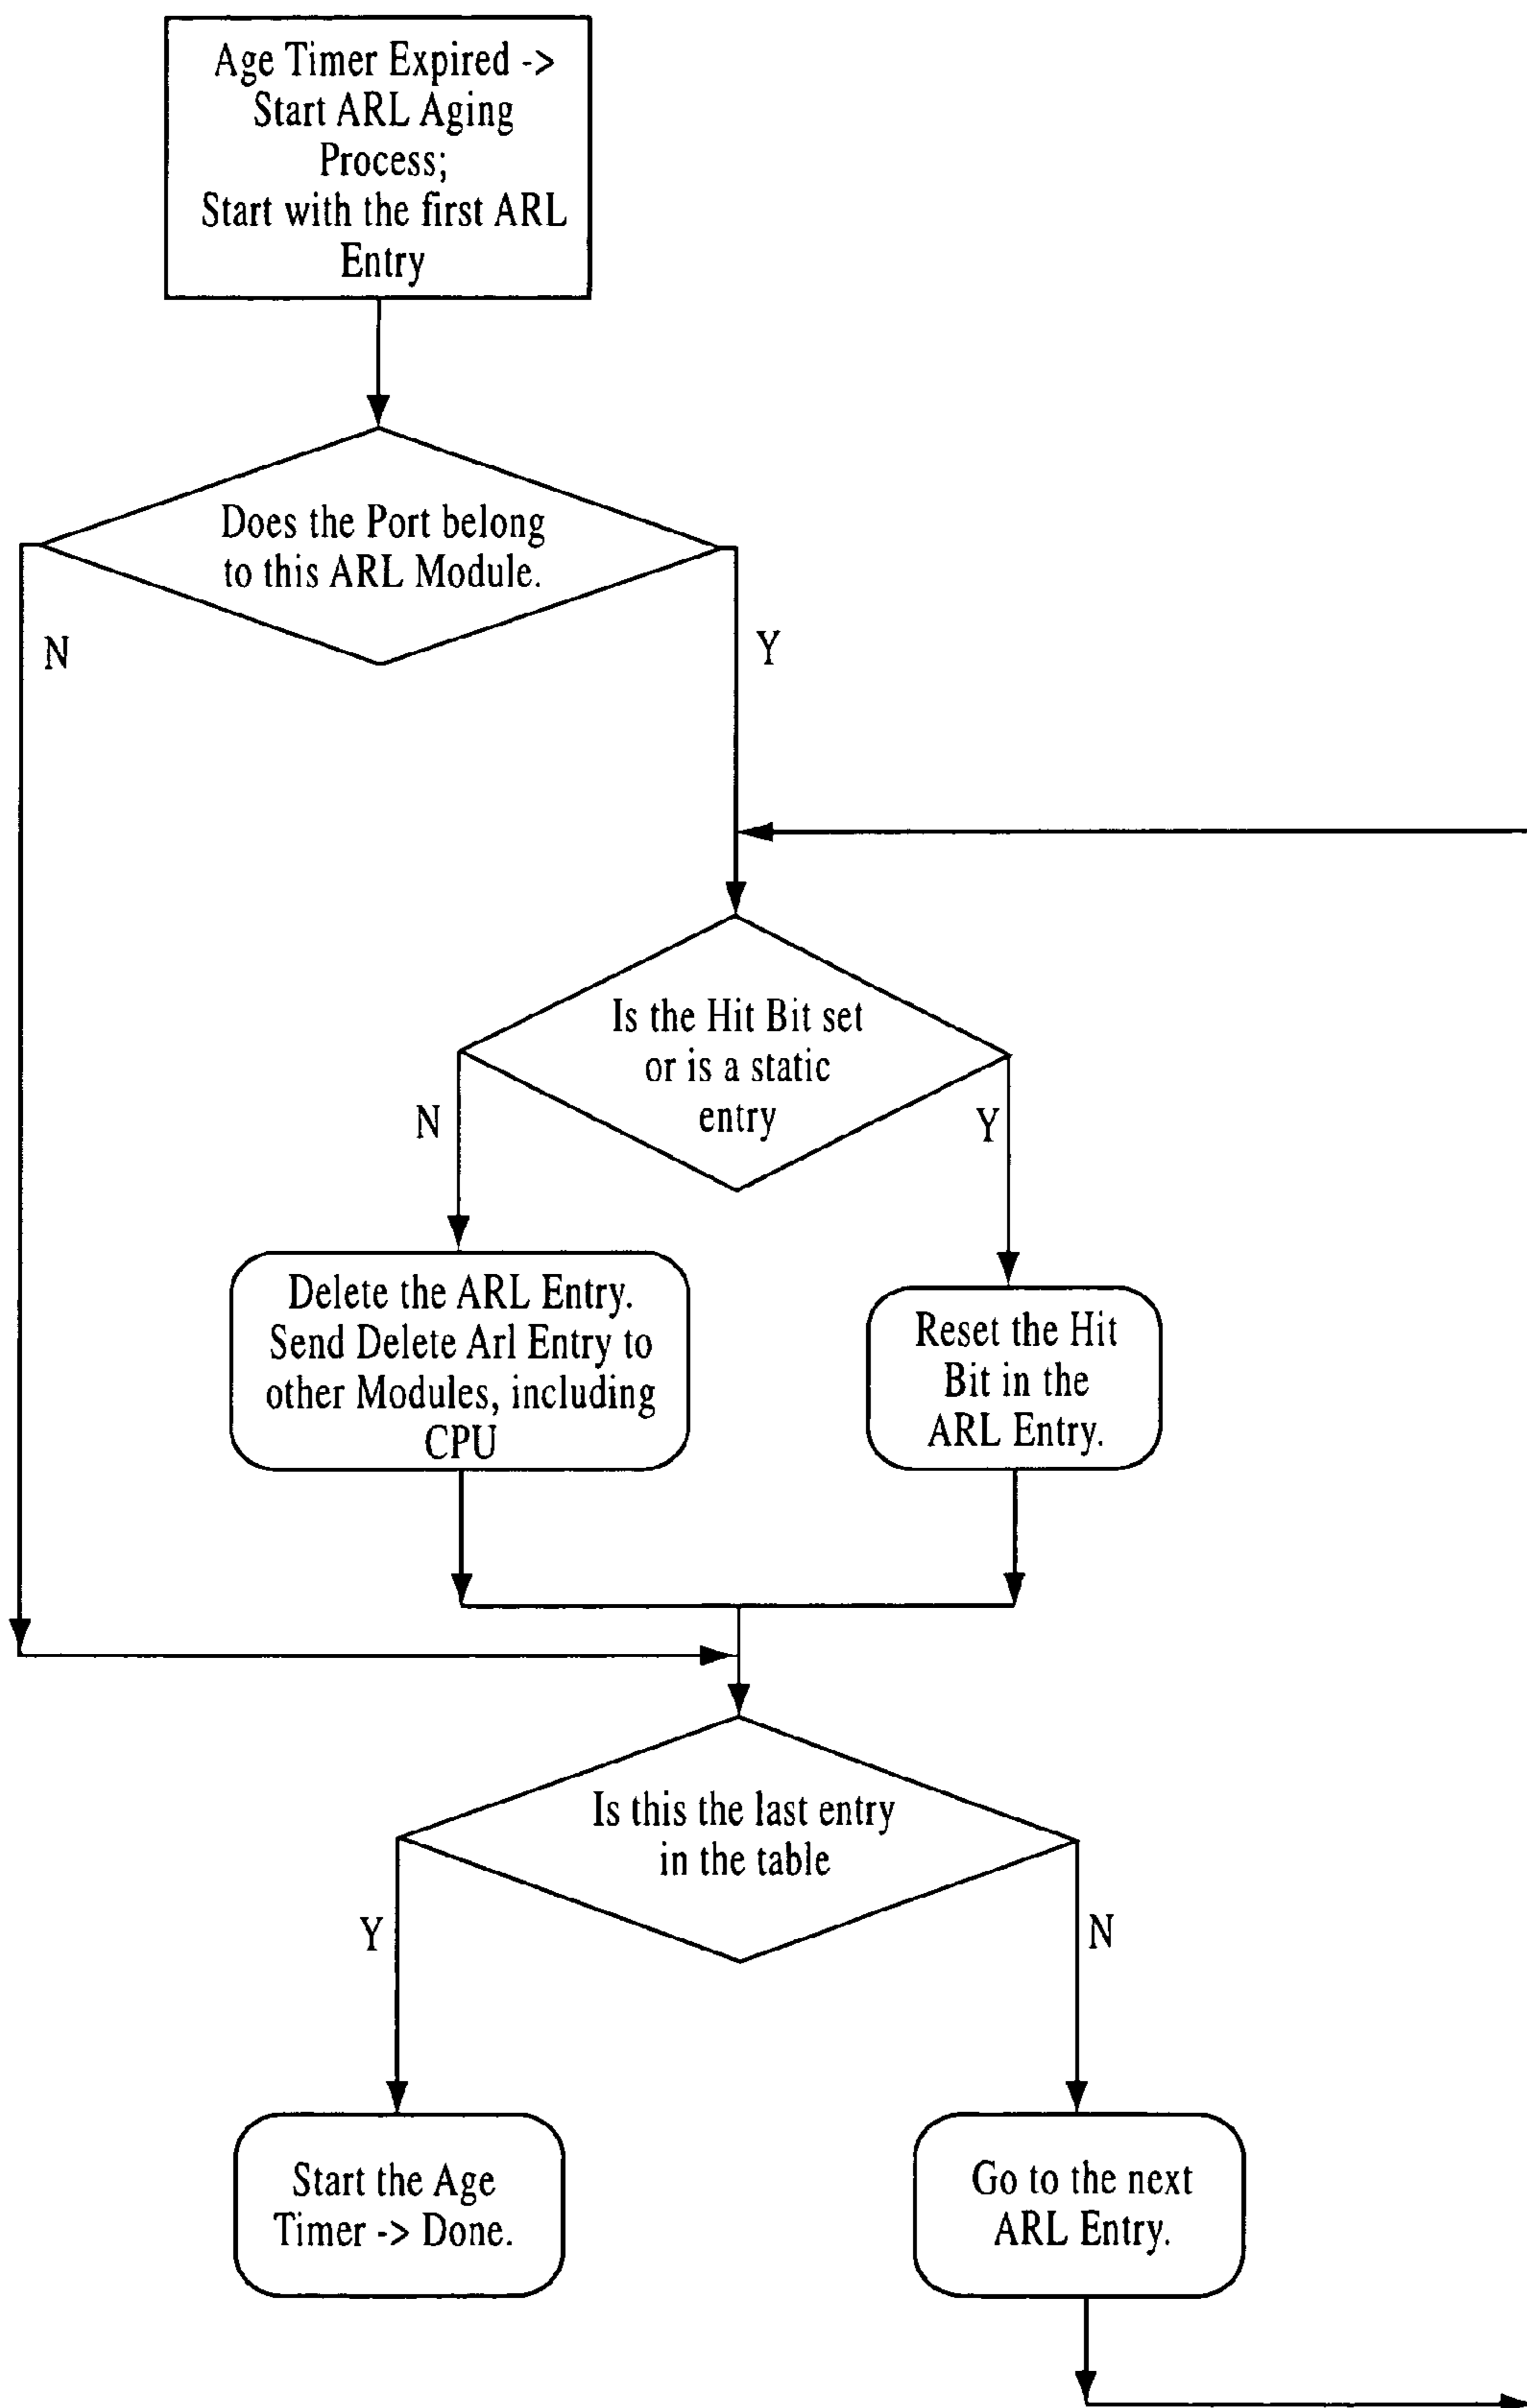 Age Timer Expired ->
Start ARL Aging
Process;
Start with the first ARL
Entry
Does the Port belong
to this ARL Module.
N
Y
Is the Hit Bit set
or is a static
entry
N
Y
Delete the ARL Entry.
Send Delete Arl Entry to
other Modules, including
CPU
Reset the Hit
Bit in the
ARL Entry.
Is this the last entry
in the table
Y
N
Start the Age
Timer -> Done.
Go to the next
ARL Entry.